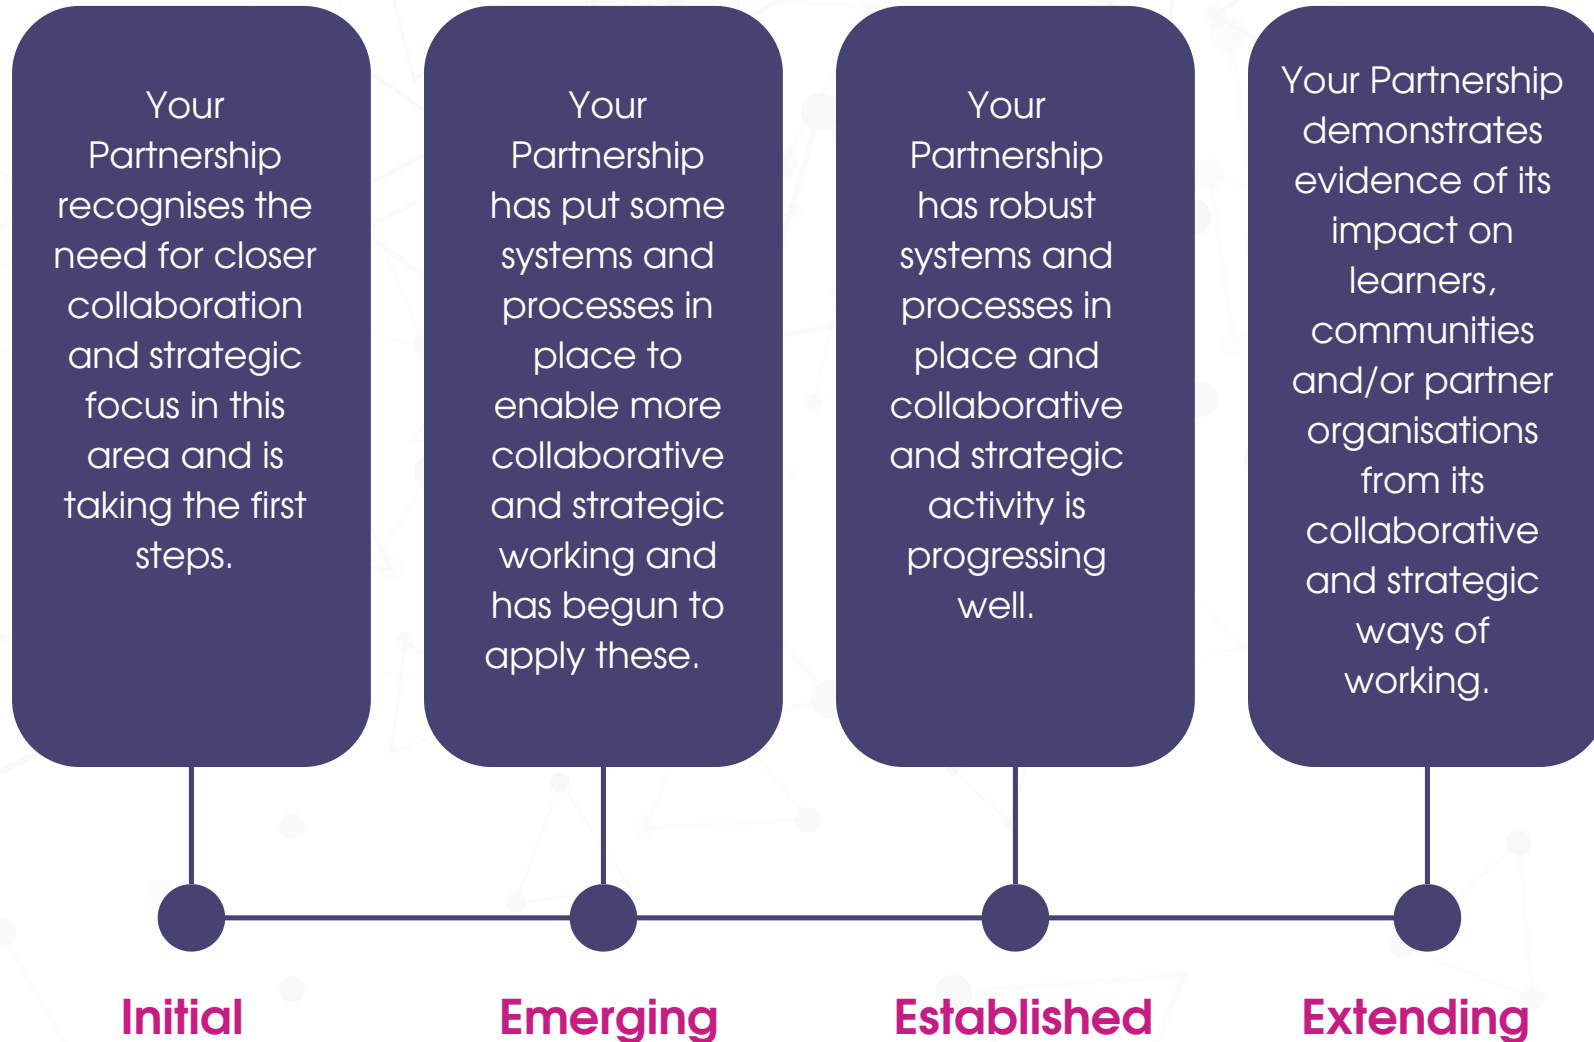 Your
Partnership
recognises the
need for closer
collaboration
and strategic
focus in this
area and is
taking the first
steps.
Your
Partnership
has put some
systems and
processes in
place to
enable more
collaborative
and strategic
working and
has begun to
apply these.
Your
Partnership
has robust
systems and
processes in
place and
collaborative
and strategic
activity is
progressing
well.
Your Partnership
demonstrates
evidence of its
impact on
learners,
communities
and/or partner
organisations
from its
collaborative
and strategic
ways of
working.
Initial
Emerging
Established
Extending